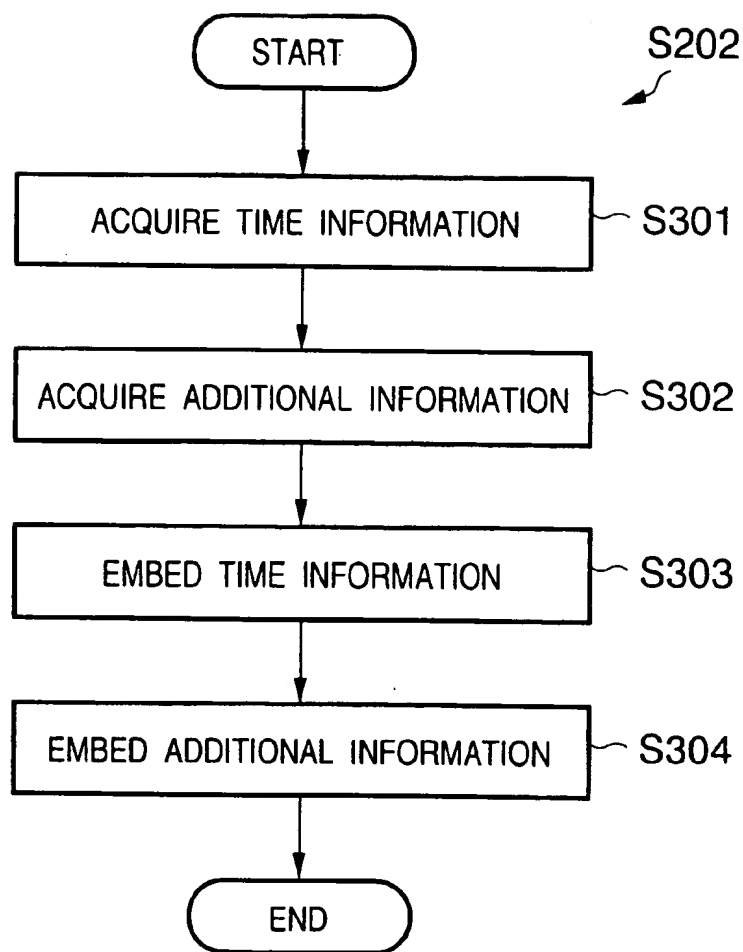 START
S202
ACQUIRE TIME INFORMATION
S301
ACQUIRE ADDITIONAL INFORMATION
S302
EMBED TIME INFORMATION
S303
EMBED ADDITIONAL INFORMATION
S304
END